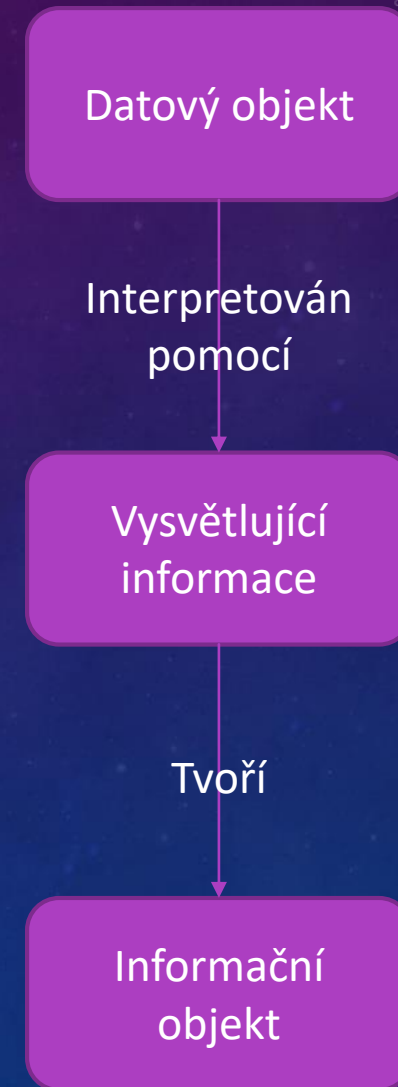 Datový objekt
Interpretován
pomocí
Vysvětlující
informace
Tvoří
Informační
objekt